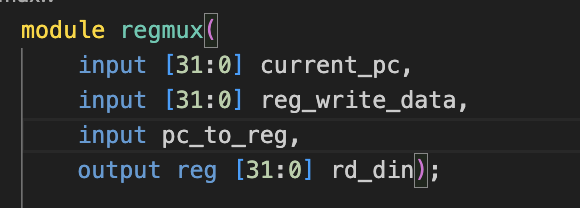 module regmux(
input [31:0] current_pc,
input [31:0] reg_write_data,
input pc_to_reg,
output reg [31:0] rd_din);